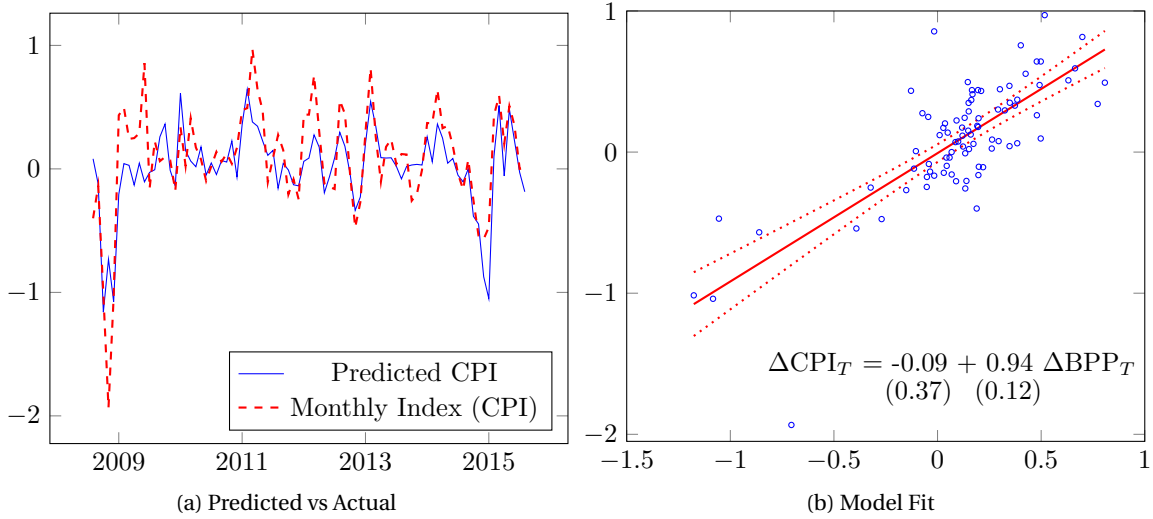 1
0
−1
−2
2009 2011 2013 2015
Predicted CPI
Monthly Index (CPI)
(a) Predicted vs Actual
1
0
−1
−2
−1.5 −1 −0.5 0 0.5 1
ΔCPI_T = -0.09 + 0.94 ΔBPP_T
(0.37) (0.12)
(b) Model Fit